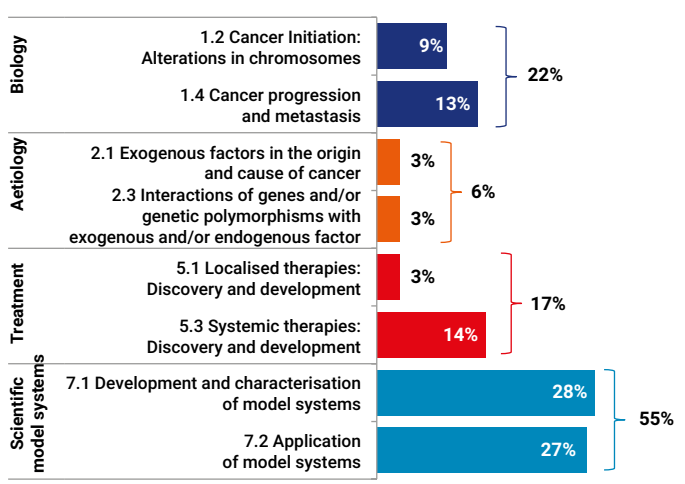 Biology
1.2 Cancer Initiation:
Alterations in chromosomes
9%
1.4 Cancer progression
and metastasis
13%
22%
Aetiology
2.1 Exogenous factors in the origin
and cause of cancer
3%
2.3 Interactions of genes and/or
genetic polymorphisms with
exogenous and/or endogenous factor
3%
6%
Treatment
5.1 Localised therapies:
Discovery and development
3%
5.3 Systemic therapies:
Discovery and development
14%
17%
Scientific
model systems
7.1 Development and characterisation
of model systems
28%
7.2 Application
of model systems
27%
55%